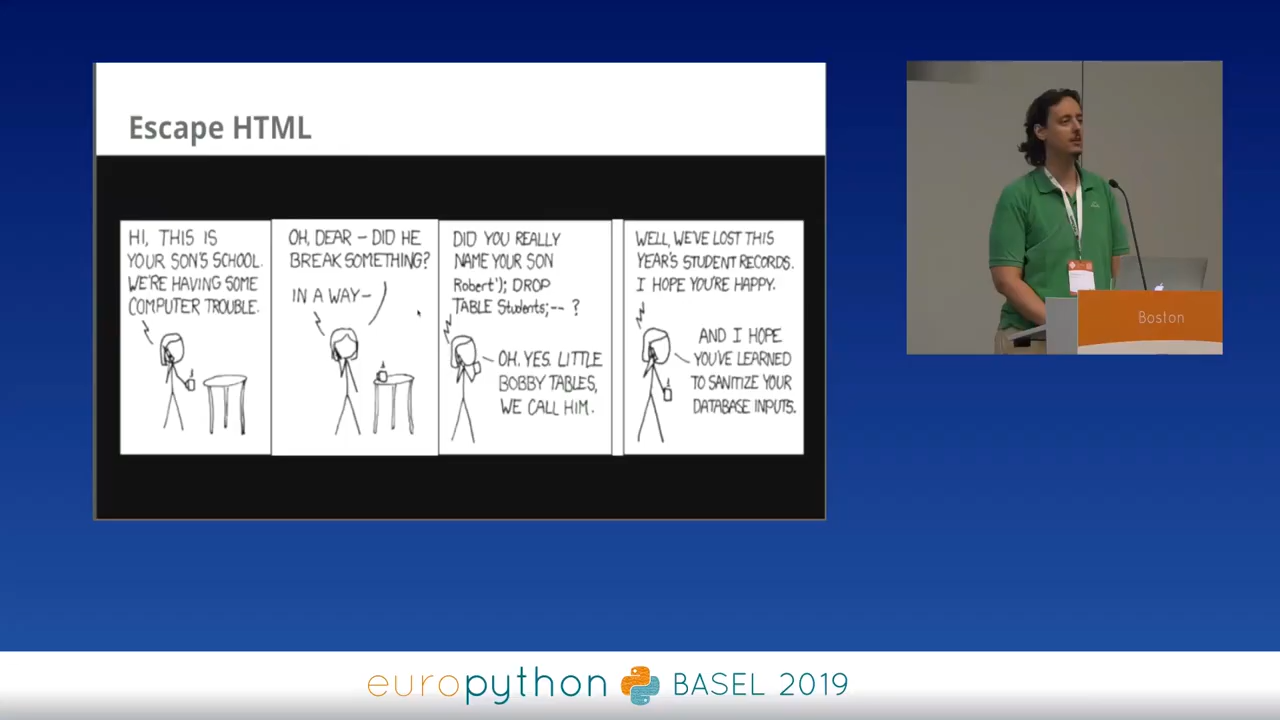 Escape HTML
HI, THIS IS
YOUR SON'S SCHOOL.
WE'RE HAVING SOME
COMPUTER TROUBLE.
OH, DEAR – DID HE
BREAK SOMETHING?
IN A WAY–
DID YOU REALLY
NAME YOUR SON
Robert'); DROP
TABLE Students;-- ?
OH, YES. LITTLE
BOBBY TABLES,
WE CALL HIM.
WELL, WE'VE LOST THIS
YEAR'S STUDENT RECORDS.
I HOPE YOU'RE HAPPY.
AND I HOPE
YOU'VE LEARNED
TO SANITIZE YOUR
DATABASE INPUTS.
Boston
europython BASEL 2019